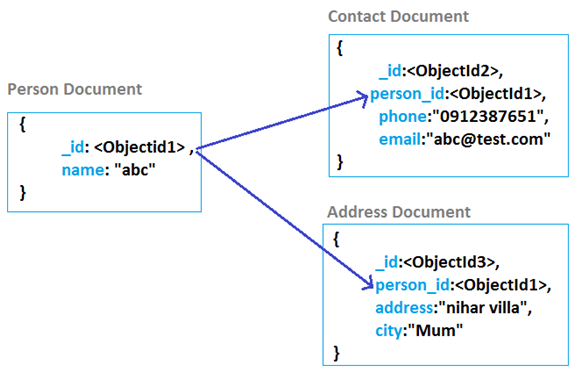 Person Document
{
_id: <Objectid1> ,
name: "abc"
}
Contact Document
{
_id:<ObjectId2>,
person_id:<ObjectId1>,
phone:"0912387651",
email:"abc@test.com"
}
Address Document
{
_id:<ObjectId3>,
person_id:<ObjectId1>,
address:"nihar villa",
city:"Mum"
}